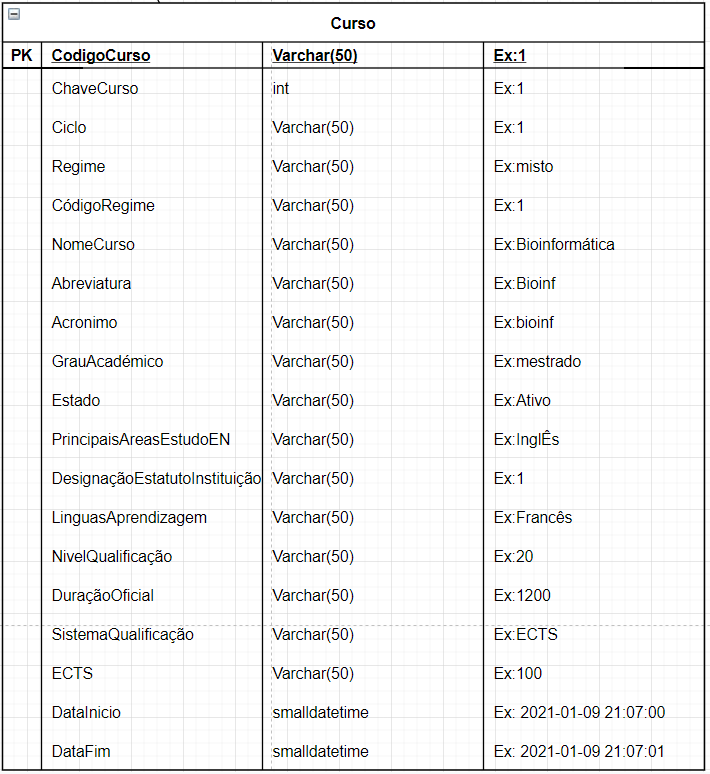 Curso
PK CodigoCurso Varchar(50) Ex:1
ChaveCurso int Ex:1
Ciclo Varchar(50) Ex:1
Regime Varchar(50) Ex:misto
CódigoRegime Varchar(50) Ex:1
NomeCurso Varchar(50) Ex:Bioinformática
Abreviatura Varchar(50) Ex:Bioinf
Acronimo Varchar(50) Ex:bioinf
GrauAcadémico Varchar(50) Ex:mestrado
Estado Varchar(50) Ex:Ativo
PrincipaisAreasEstudoEN Varchar(50) Ex:InglÊs
DesignaçãoEstatutoInstituição Varchar(50) Ex:1
LinguasAprendizagem Varchar(50) Ex:Francês
NivelQualificação Varchar(50) Ex:20
DuraçãoOficial Varchar(50) Ex:1200
SistemaQualificação Varchar(50) Ex:ECTS
ECTS Varchar(50) Ex:100
DataInicio smalldatetime Ex: 2021-01-09 21:07:00
DataFim smalldatetime Ex: 2021-01-09 21:07:01